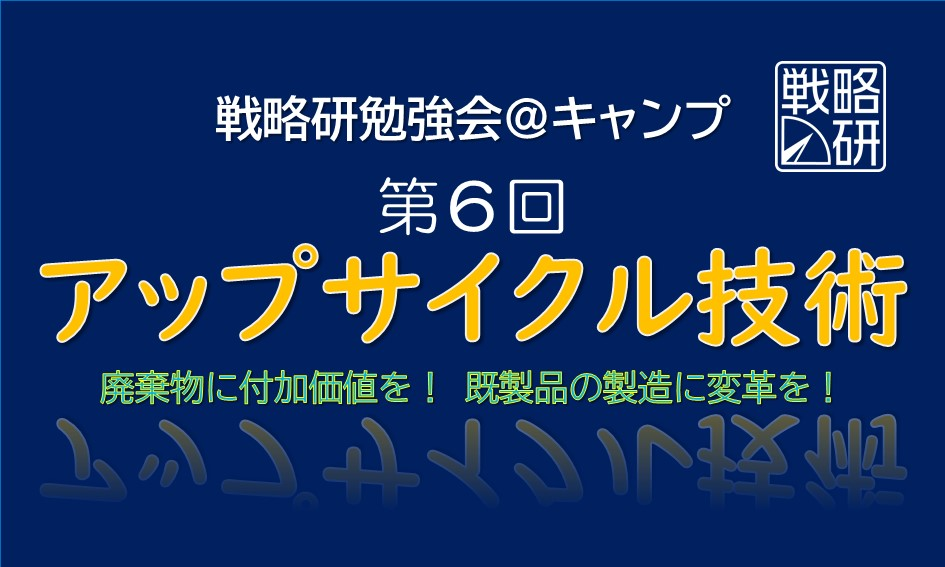 戦略研勉強会＠キャンプ
戦略
研
第６回
アップサイクル技術
廃棄物に付加価値を！ 既製品の製造に変革を！